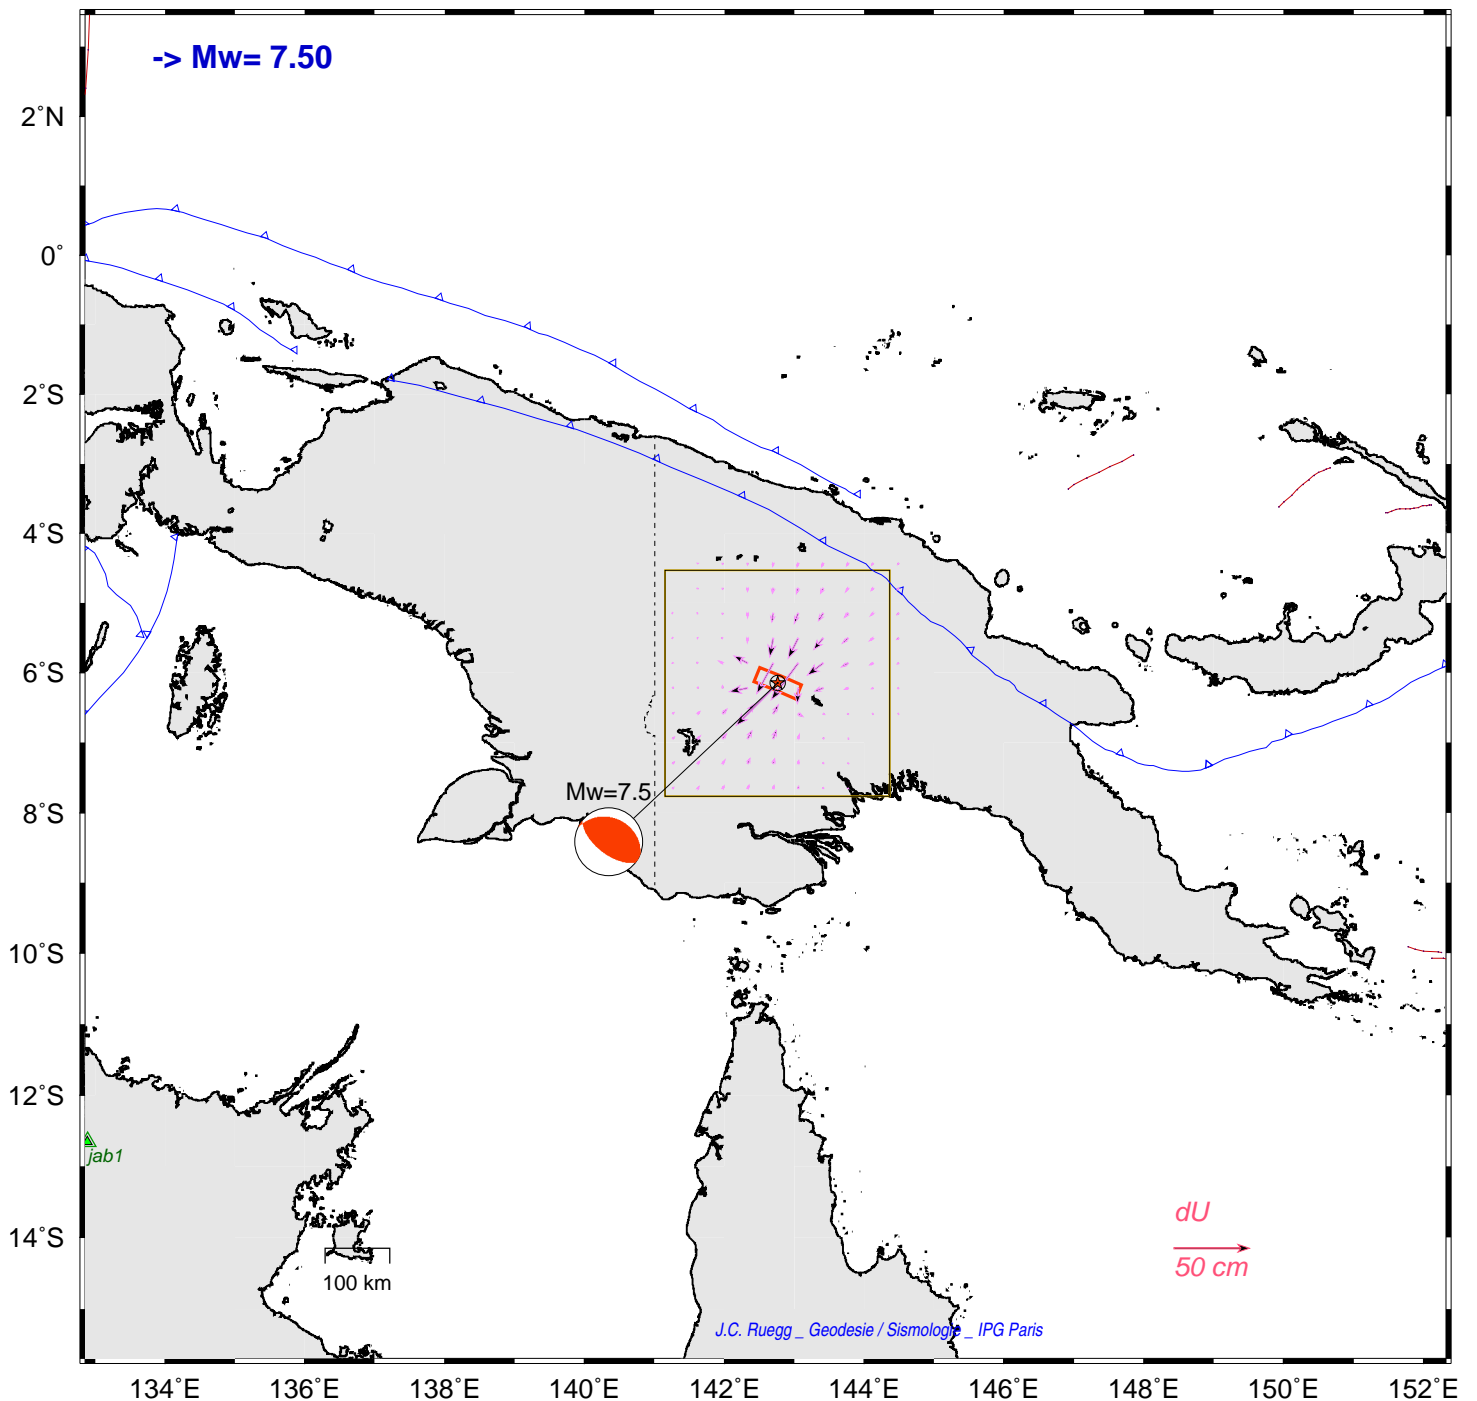 -> Mw= 7.50
2°N
0°
2°S
4°S
6°S
8°S
10°S
12°S
14°S
Mw=7.5
jab1
100 km
dU
50 cm
J.C. Ruegg _ Geodesie / Sismologie _ IPG Paris
134°E 136°E 138°E 140°E 142°E 144°E 146°E 148°E 150°E 152°E